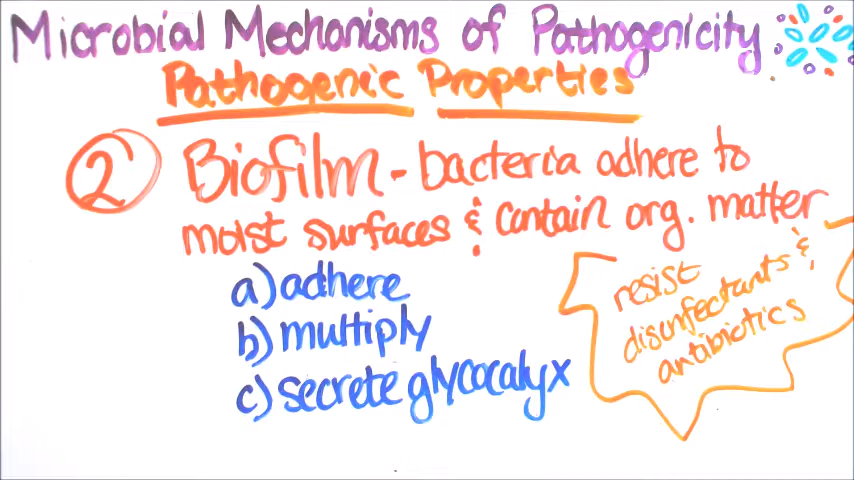 Microbial Mechanisms of Pathogenicity
Pathogenic Properties
2 Biofilm - bacteria adhere to
moist surfaces & contain org. matter
a) adhere
b) multiply
c) secrete glycocalyx
resist
disinfectants &
antibiotics